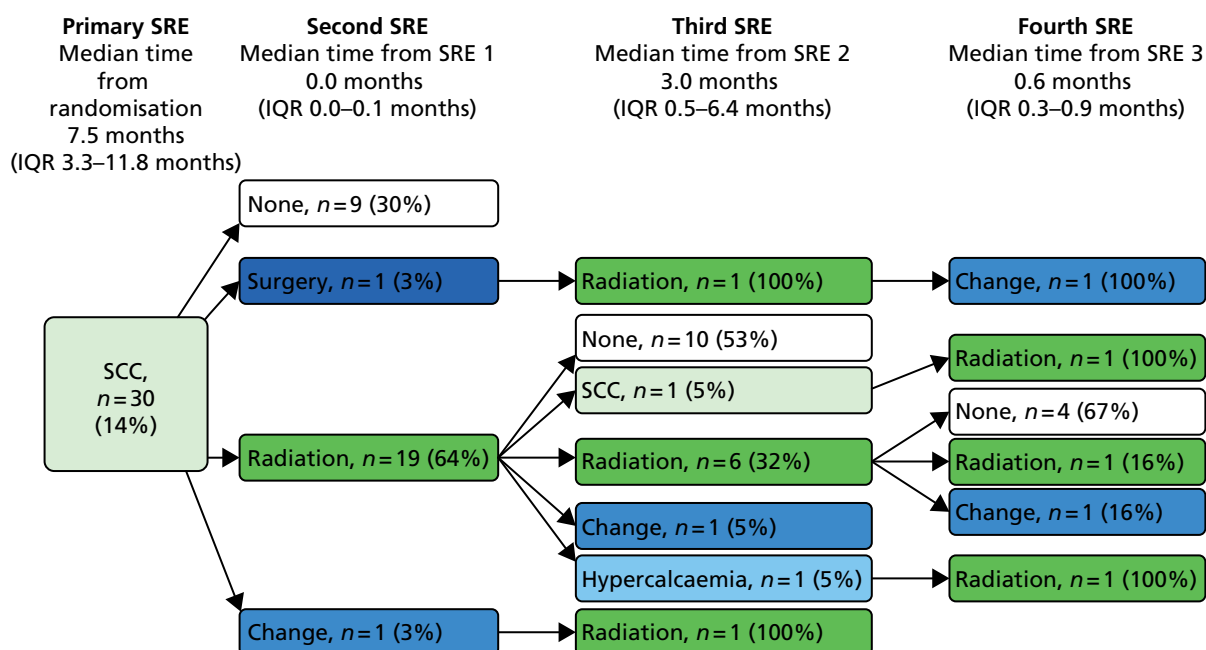 Primary SRE
Median time
from
randomisation
7.5 months
(IQR 3.3–11.8 months)
Second SRE
Median time from SRE 1
0.0 months
(IQR 0.0–0.1 months)
Third SRE
Median time from SRE 2
3.0 months
(IQR 0.5–6.4 months)
Fourth SRE
Median time from SRE 3
0.6 months
(IQR 0.3–0.9 months)
SCC,
n=30
(14%)
None, n=9 (30%)
Surgery, n=1 (3%)
Radiation, n=19 (64%)
Change, n=1 (3%)
Radiation, n=1 (100%)
None, n=10 (53%)
SCC, n=1 (5%)
Radiation, n=6 (32%)
Change, n=1 (5%)
Hypercalcaemia, n=1 (5%)
Radiation, n=1 (100%)
Change, n=1 (100%)
Radiation, n=1 (100%)
None, n=4 (67%)
Radiation, n=1 (16%)
Change, n=1 (16%)
Radiation, n=1 (100%)